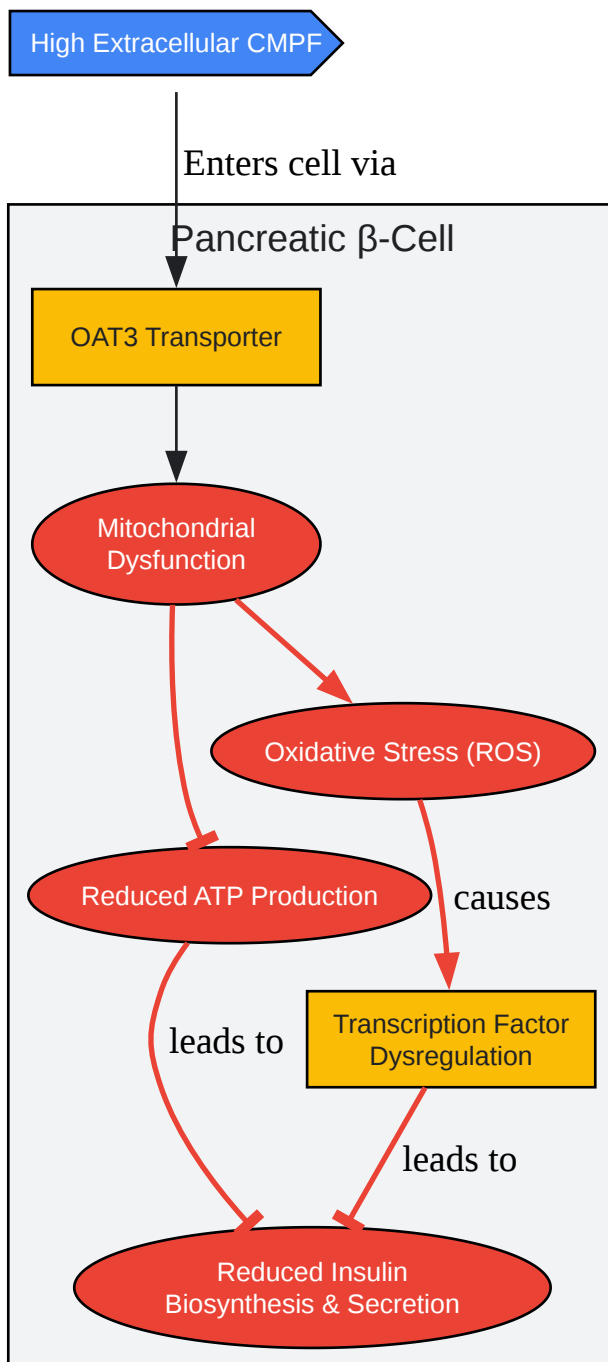 High Extracellular CMPF
Enters cell via
Pancreatic β-Cell
OAT3 Transporter
Mitochondrial
Dysfunction
Oxidative Stress (ROS)
Reduced ATP Production
causes
Transcription Factor
Dysregulation
leads to
leads to
Reduced Insulin
Biosynthesis & Secretion